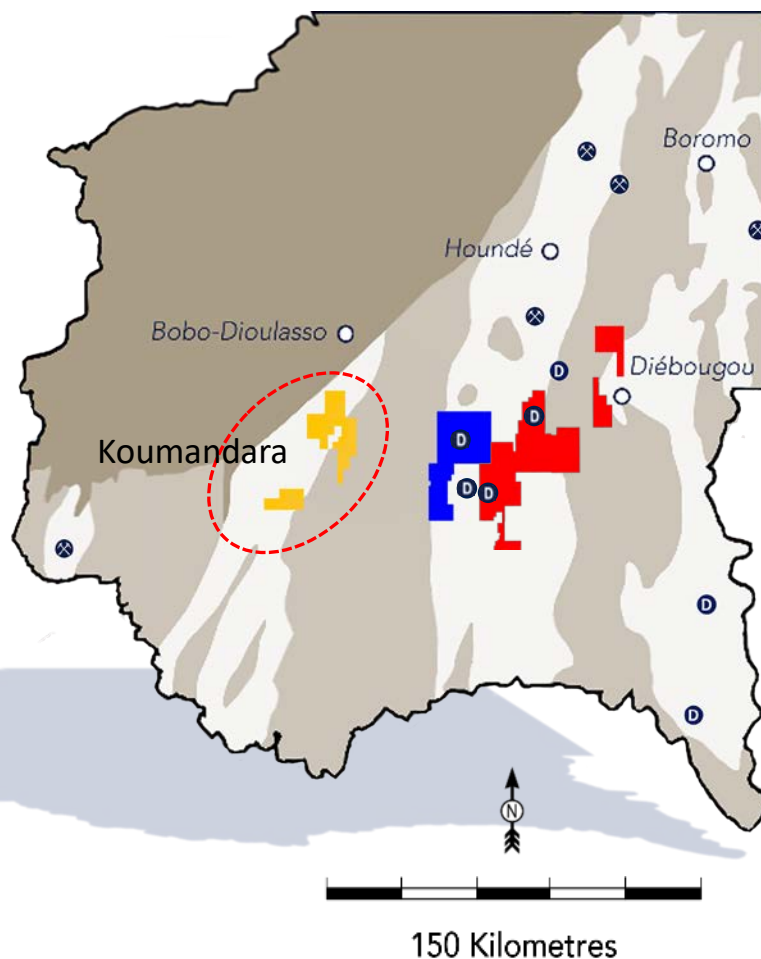 Boromo
Houndé
Bobo-Dioulasso
Diébougou
Koumandara
D
D
D
D
D
D
D
N
150 Kilometres